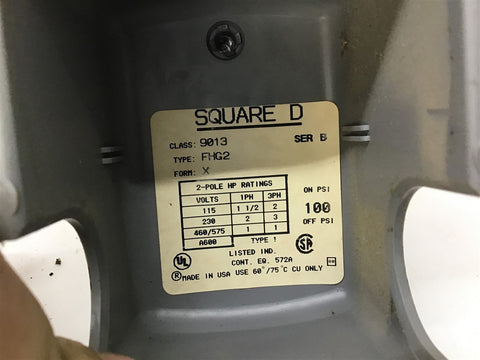 SQUARE D
CLASS: 9013 SER B
TYPE: FHG2
FORM: X
2-POLE HP RATINGS
VOLTS 1PH 3PH
115 1 1/2 2
230 2 3
460/575 1 1
A600 TYPE 1
ON PSI
100
OFF PSI
UL
SA
LISTED IND.
CONT. EQ. 572A
® MADE IN USA USE 60°/75°C CU ONLY